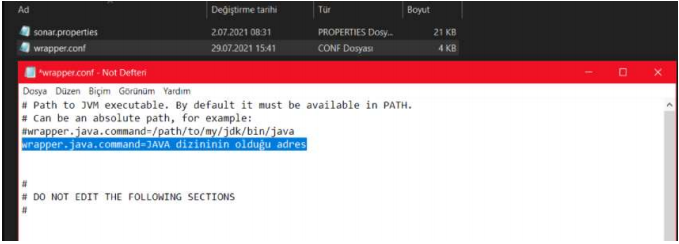 Ad Değiştirme tarihi Tür Boyut
sonar.properties 2.07.2021 08:31 PROPERTIES Dosy... 21 KB
wrapper.conf 29.07.2021 15:41 CONF Dosyası 4 KB
*wrapper.conf - Not Defteri
Dosya Düzen Biçim Görünüm Yardım
# Path to JVM executable. By default it must be available in PATH.
# Can be an absolute path, for example:
#wrapper.java.command=/path/to/my/jdk/bin/java
wrapper.java.command=JAVA dizininin olduğu adres
#
# DO NOT EDIT THE FOLLOWING SECTIONS
#